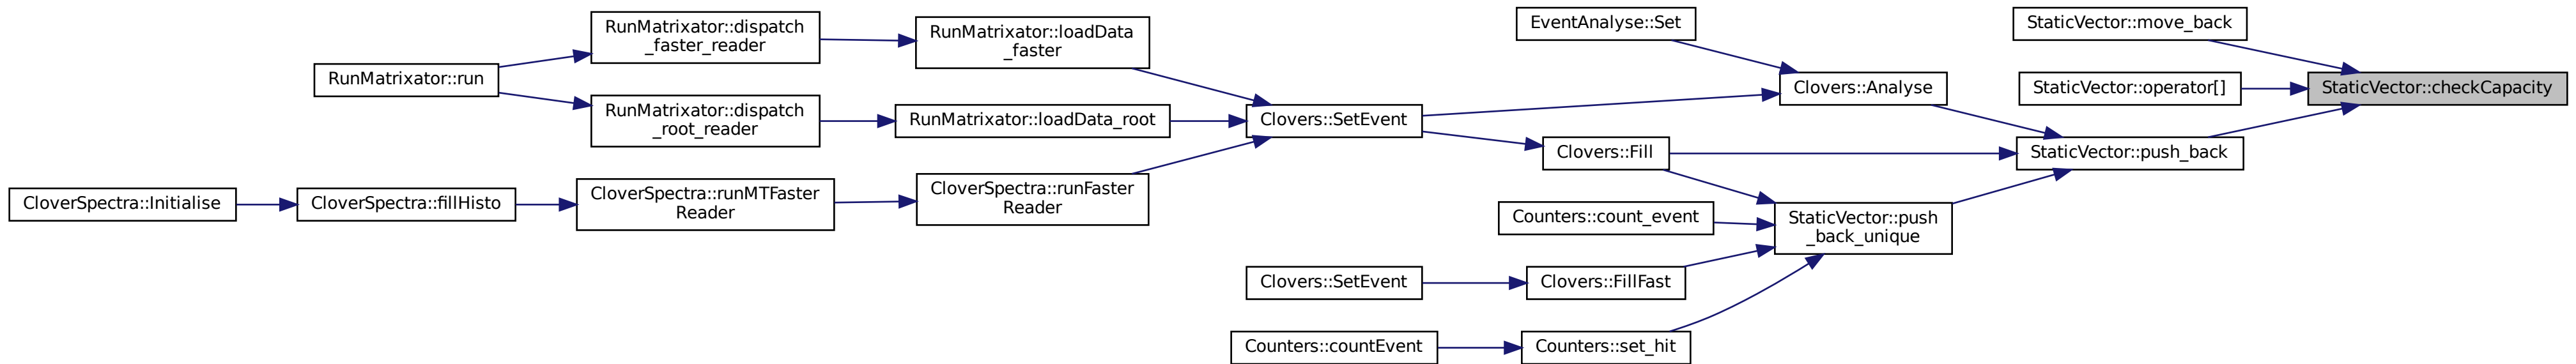 EventAnalyse::Set
StaticVector::move_back
RunMatrixator::dispatch
_faster_reader
RunMatrixator::loadData
_faster
RunMatrixator::run
Clovers::Analyse
StaticVector::operator[]
StaticVector::checkCapacity
RunMatrixator::dispatch
_root_reader
RunMatrixator::loadData_root
Clovers::SetEvent
Clovers::Fill
StaticVector::push_back
CloverSpectra::Initialise
CloverSpectra::fillHisto
CloverSpectra::runMTFaster
Reader
CloverSpectra::runFaster
Reader
Counters::count_event
StaticVector::push
_back_unique
Clovers::SetEvent
Clovers::FillFast
Counters::countEvent
Counters::set_hit